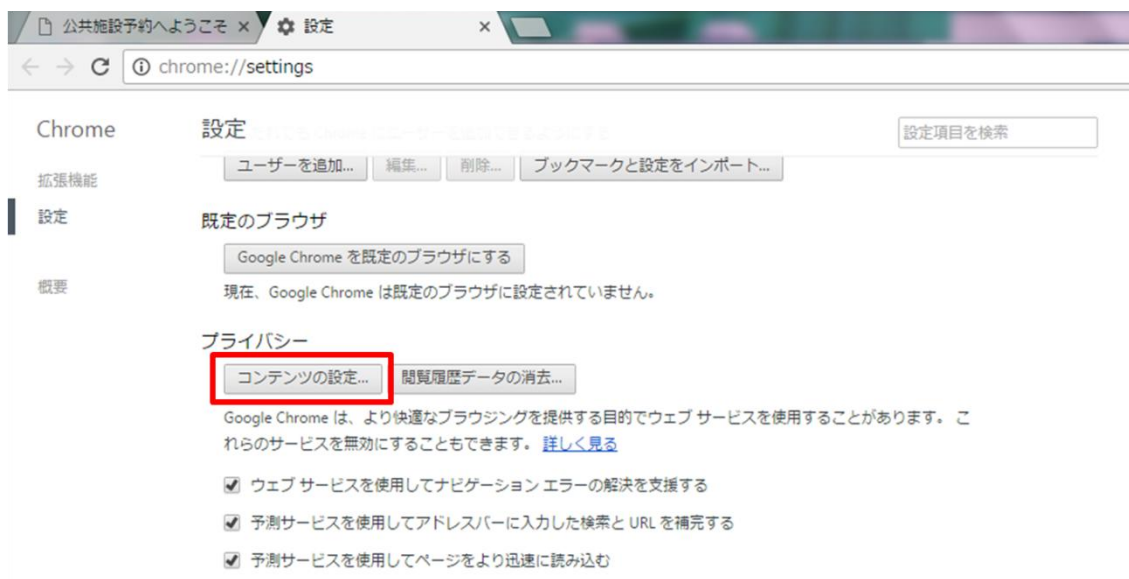 公共施設予約へようこそ
設定
chrome://settings
Chrome
設定
設定項目を検索
拡張機能
設定
概要
ユーザーを追加... 編集... 削除... ブックマークと設定をインポート...
既定のブラウザ
Google Chrome を既定のブラウザにする
現在、Google Chrome は既定のブラウザに設定されていません。
プライバシー
コンテンツの設定... 閲覧履歴データの消去...
Google Chrome は、より快適なブラウジングを提供する目的でウェブ サービスを使用することがあります。 こ
れらのサービスを無効にすることもできます。 詳しく見る
ウェブ サービスを使用してナビゲーション エラーの解決を支援する
予測サービスを使用してアドレスバーに入力した検索と URL を補完する
予測サービスを使用してページをより迅速に読み込む